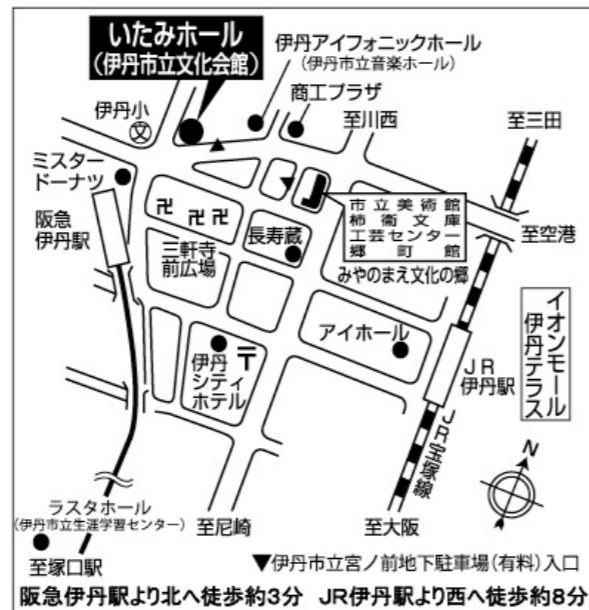 いたみホール
(伊丹市立文化会館)
伊丹アイフォニックホール
(伊丹市立音楽ホール)
商工プラザ
伊丹小
文
至川西
至三田
ミスター
ドーナツ
阪急
伊丹駅
卍 卍 卍
市立美術館
柿衞文庫
工芸センター
郷町館
至空港
長寿蔵
三軒寺
前広場
みやのまえ文化の郷
アイホール
イオンモール
伊丹テラス
伊丹
シティ
ホテル
〒
JR
伊丹駅
JR宝塚線
N
ラスタホール
(伊丹市立生涯学習センター)
至塚口駅
至尼崎
至大阪
▼伊丹市立宮ノ前地下駐車場(有料)入口
阪急伊丹駅より北へ徒歩約3分 JR伊丹駅より西へ徒歩約8分